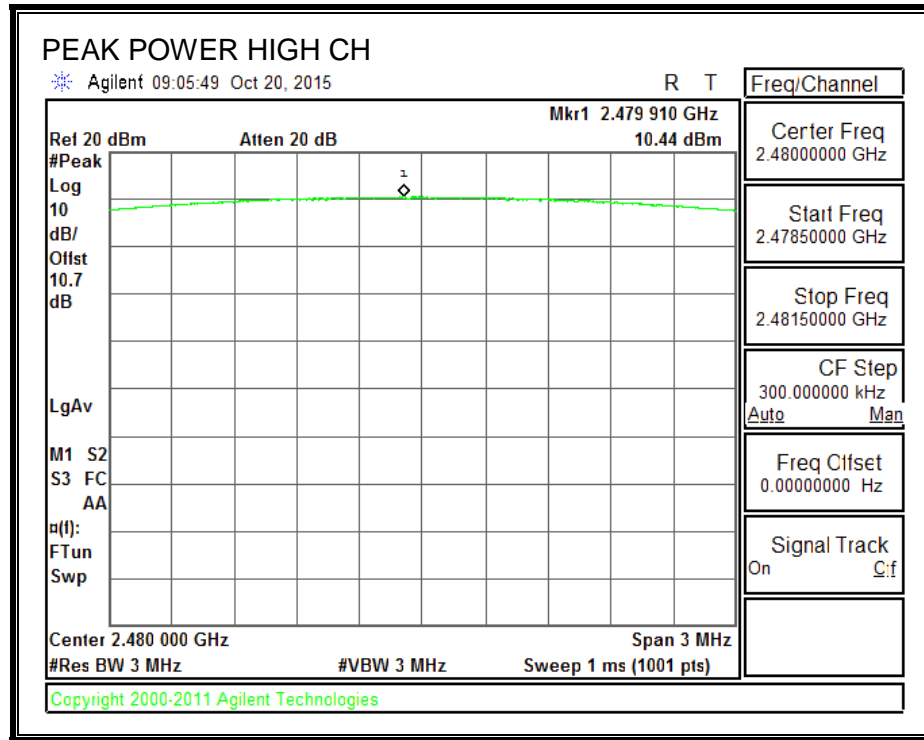 PEAK POWER HIGH CH
Agilent 09:05:49 Oct 20, 2015 R T
Mkr1 2.479 910 GHz
Ref 20 dBm Atten 20 dB 10.44 dBm
#Peak
Log
10
dB/
Offst
10.7
dB
1
LgAv
M1 S2
S3 FC
AA
¤(f):
FTun
Swp
Center 2.480 000 GHz Span 3 MHz
#Res BW 3 MHz #VBW 3 MHz Sweep 1 ms (1001 pts)
Copyright 2000-2011 Agilent Technologies
Freq/Channel
Center Freq
2.48000000 GHz
Start Freq
2.47850000 GHz
Stop Freq
2.48150000 GHz
CF Step
300.000000 kHz
Auto Man
Freq Offset
0.00000000 Hz
Signal Track
On Off